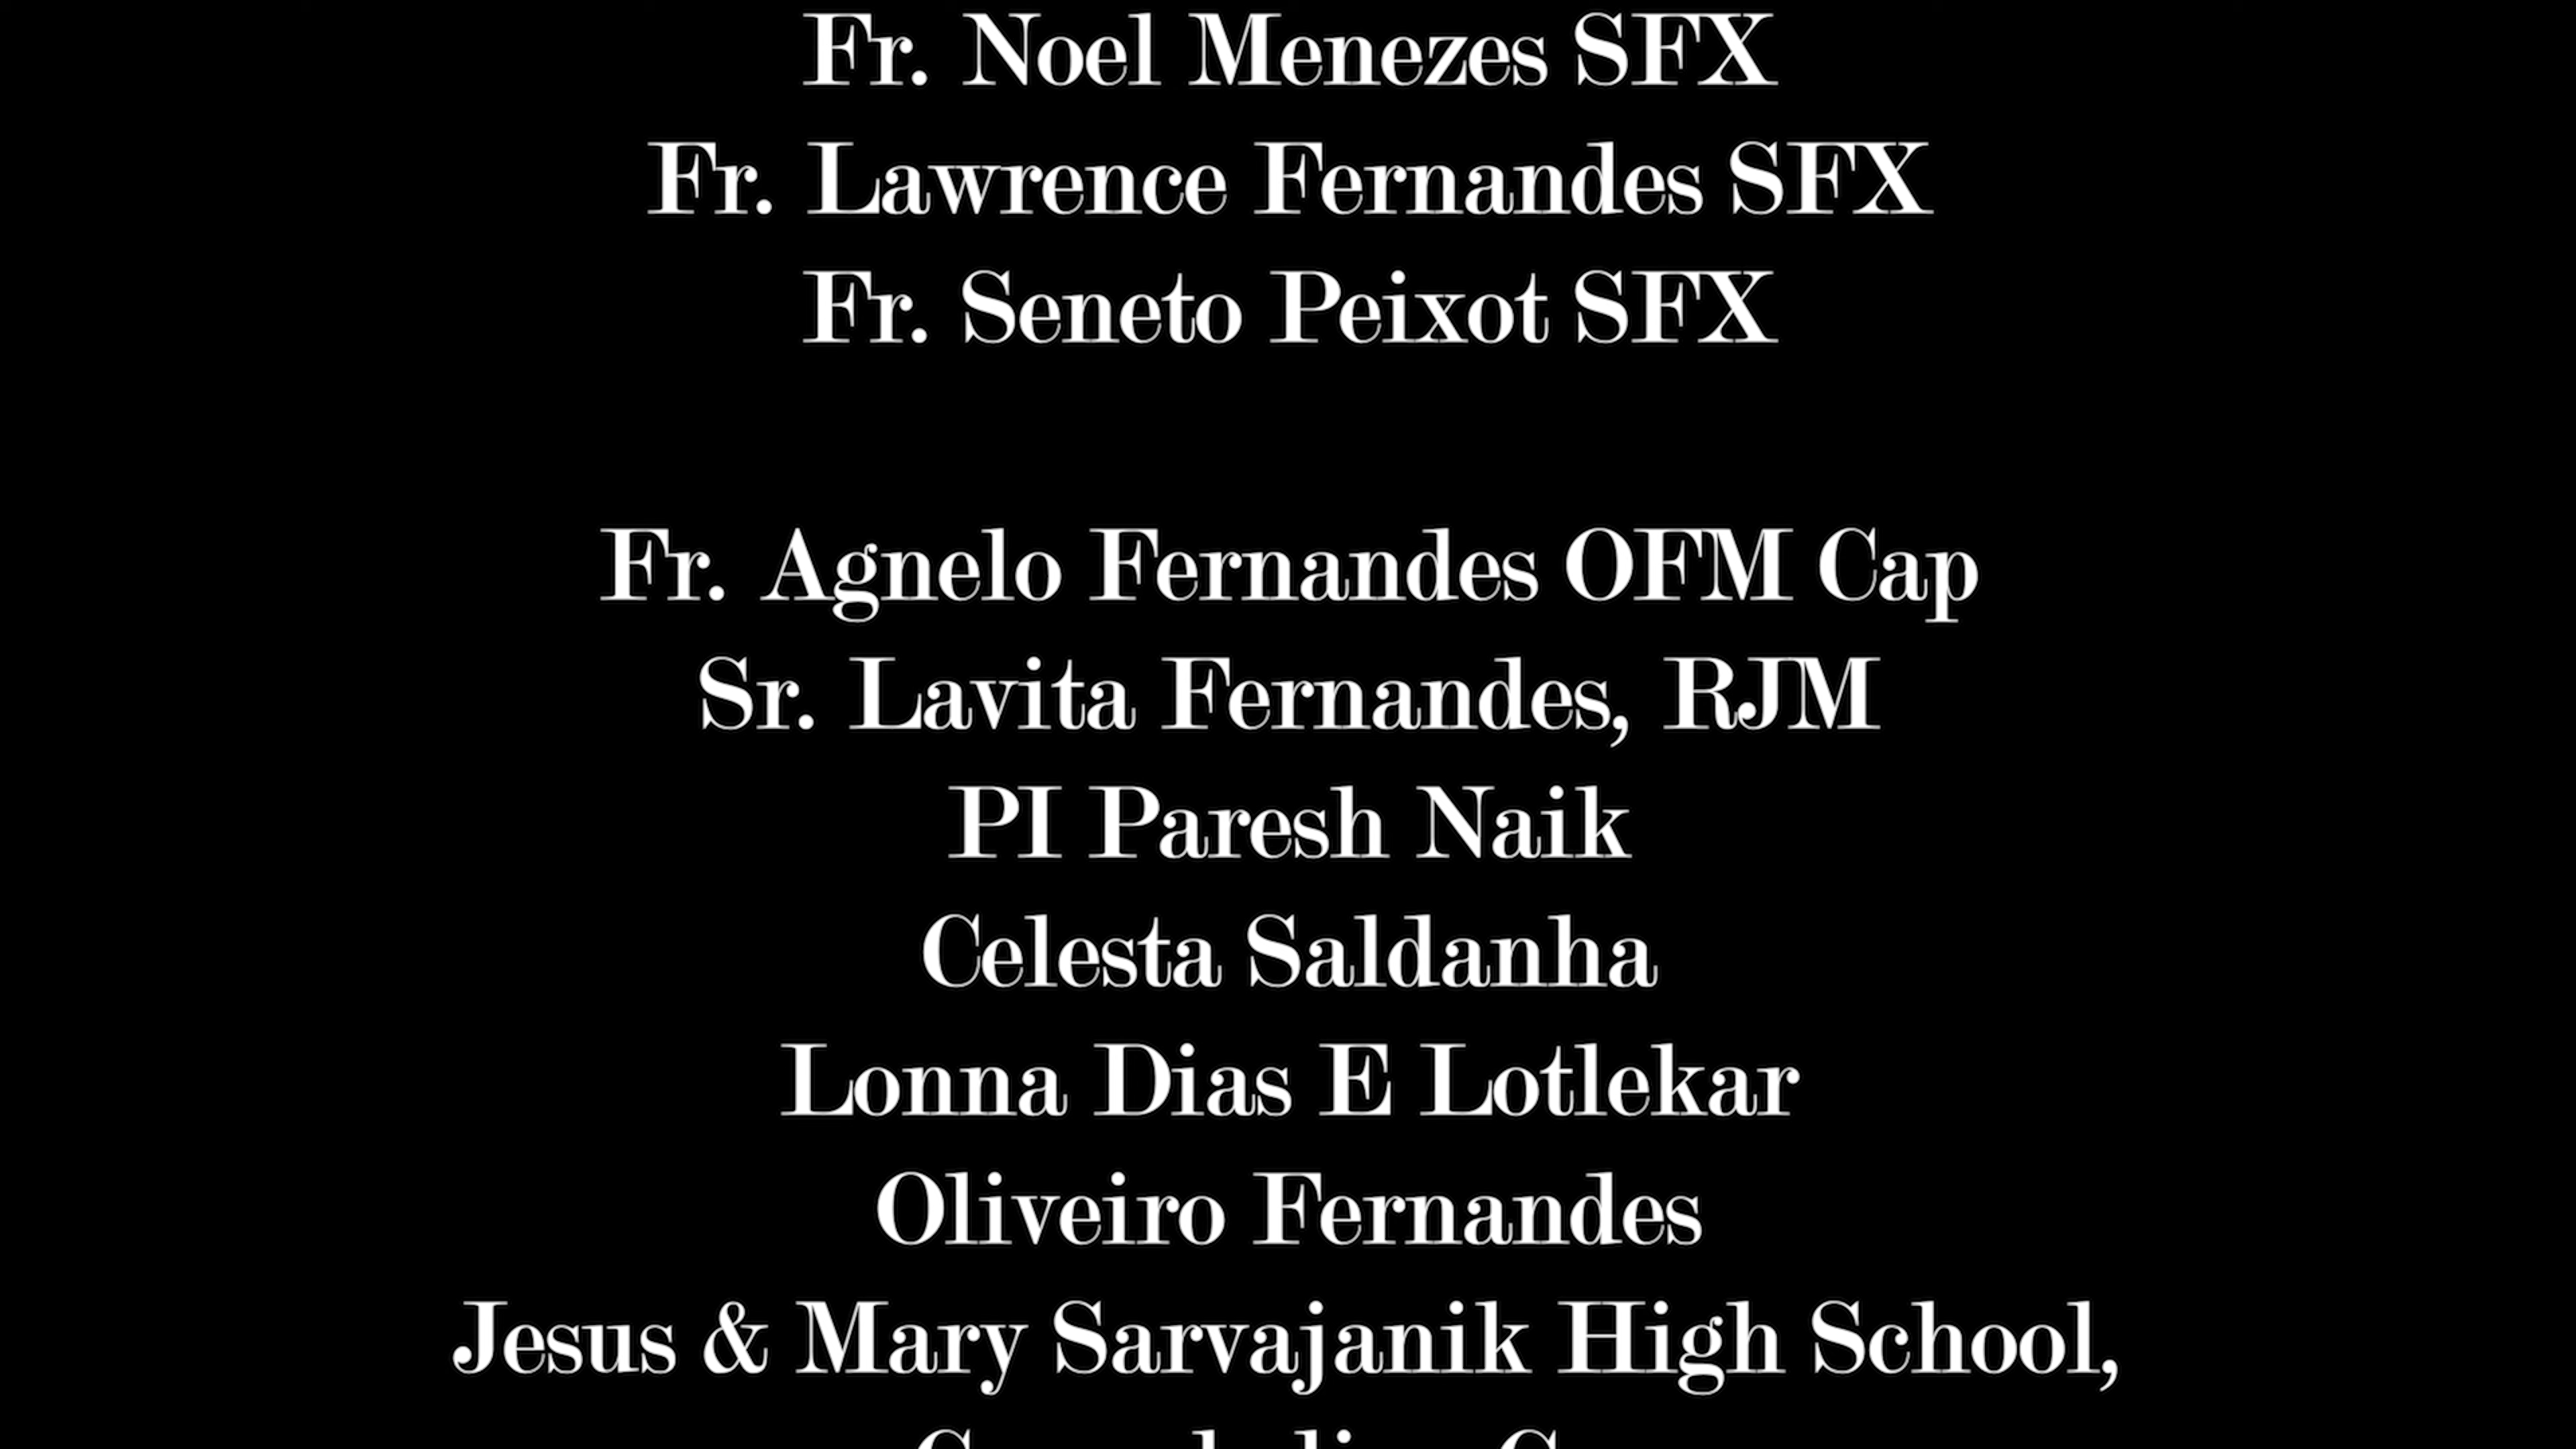 Fr. Noel Menezes SFX
Fr. Lawrence Fernandes SFX
Fr. Seneto Peixot SFX
Fr. Agnelo Fernandes OFM Cap
Sr. Lavita Fernandes, RJM
PI Paresh Naik
Celesta Saldanha
Lonna Dias E Lotlekar
Oliveiro Fernandes
Jesus & Mary Sarvajanik High School,